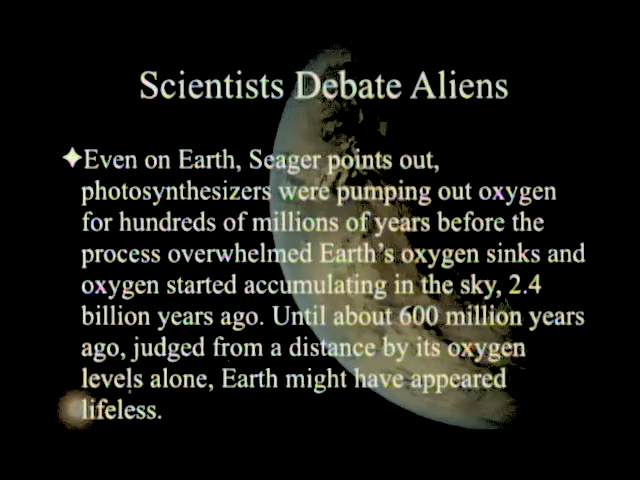 Scientists Debate Aliens
Even on Earth, Seager points out,
photosynthesizers were pumping out oxygen
for hundreds of millions of years before the
process overwhelmed Earth's oxygen sinks and
oxygen started accumulating in the sky, 2.4
billion years ago. Until about 600 million years
ago, judged from a distance by its oxygen
levels alone, Earth might have appeared
lifeless.